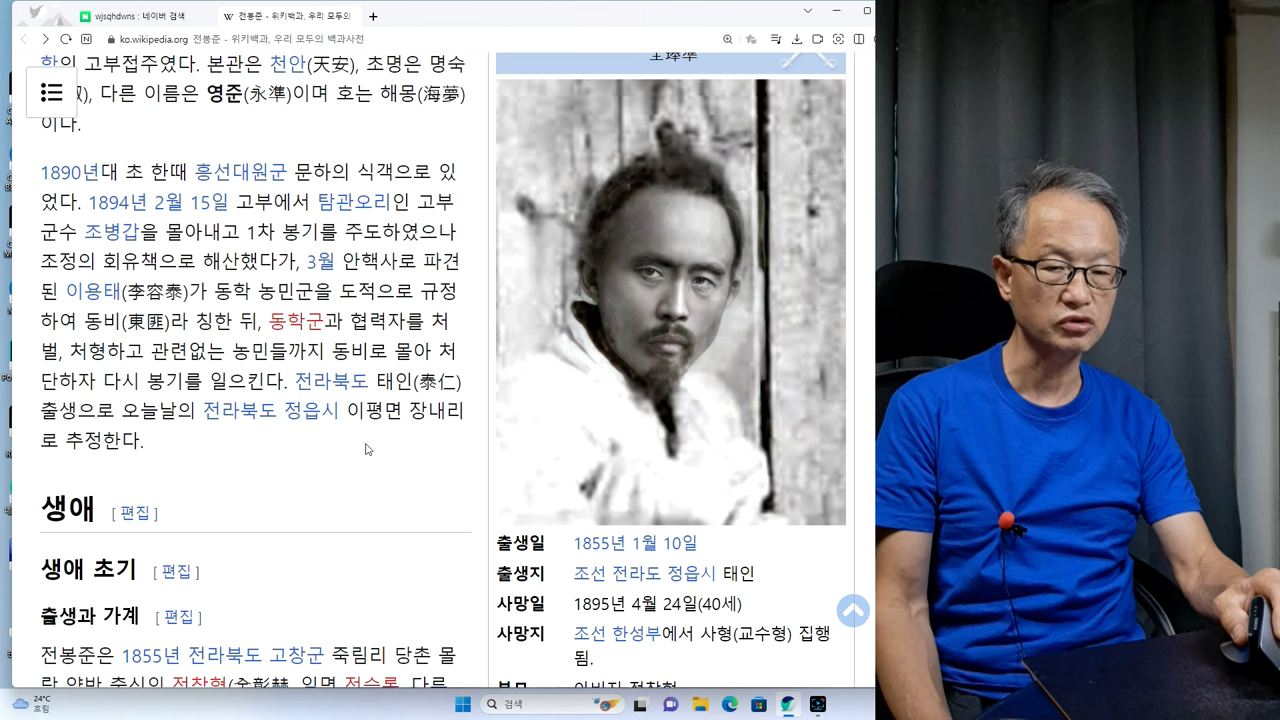 wjsqhdwns : 네이버 검색
전봉준 - 위키백과, 우리 모두의
ko.wikipedia.org 전봉준 - 위키백과, 우리 모두의 백과사전
고부접주였다. 본관은 천안(天安), 초명은 명숙
), 다른 이름은 영준(永準)이며 호는 해몽(海夢)
이다.
1890년대 초 한때 흥선대원군 문하의 식객으로 있
었다. 1894년 2월 15일 고부에서 탐관오리인 고부
군수 조병갑을 몰아내고 1차 봉기를 주도하였으나
조정의 회유책으로 해산했다가, 3월 안핵사로 파견
된 이용태(李容泰)가 동학 농민군을 도적으로 규정
하여 동비(東匪)라 칭한 뒤, 동학군과 협력자를 처
벌, 처형하고 관련없는 농민들까지 동비로 몰아 처
단하자 다시 봉기를 일으킨다. 전라북도 태인(泰仁)
출생으로 오늘날의 전라북도 정읍시 이평면 장내리
로 추정한다.
생애 [ 편집 ]
생애 초기 [ 편집 ]
출생과 가계 [ 편집 ]
전봉준은 1855년 전라북도 고창군 죽림리 당촌 몰
락 양반 출신의 전창혁
다른
출생일 1855년 1월 10일
출생지 조선 전라도 정읍시 태인
사망일 1895년 4월 24일(40세)
사망지 조선 한성부에서 사형(교수형) 집행
됨.
부모 아버지 전창혁
24°C
흐림
검색